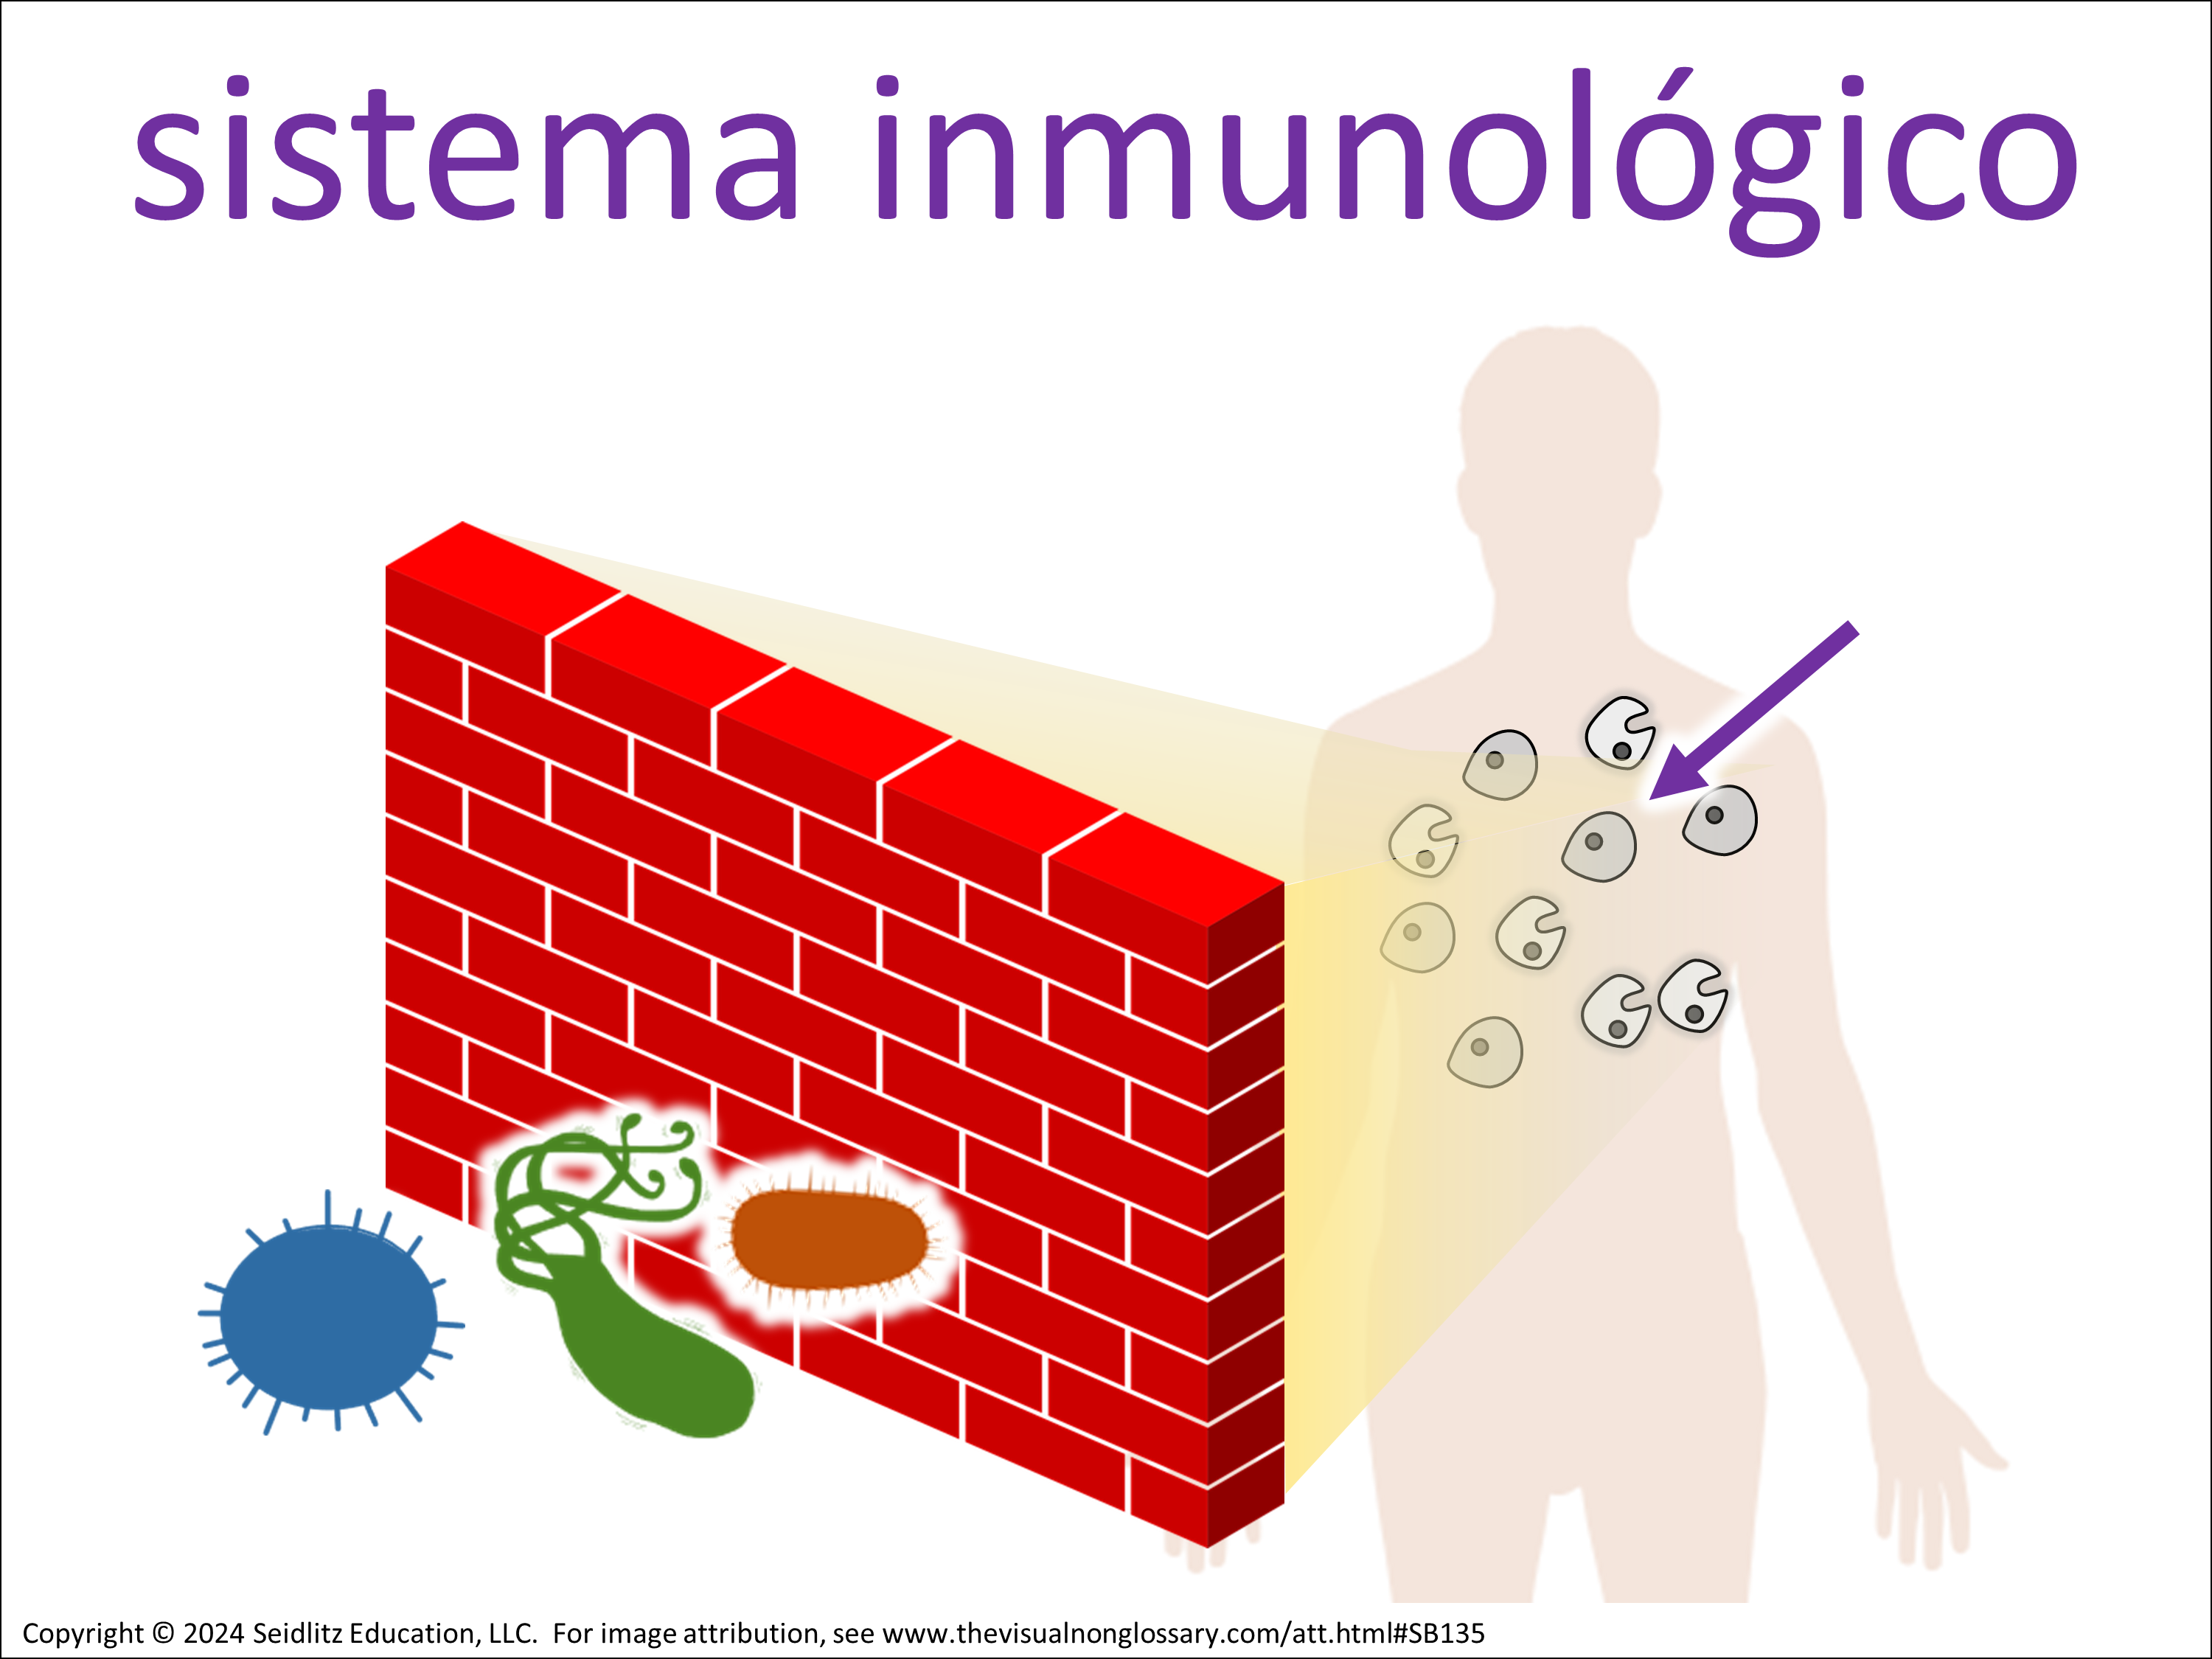 sistema inmunológico
Copyright © 2024 Seidlitz Education, LLC.  For image attribution, see www.thevisualnonglossary.com/att.html#SB135